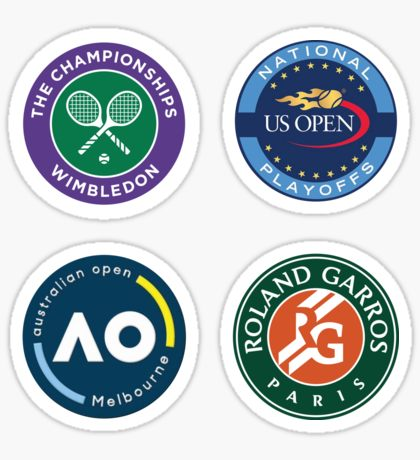 THE CHAMPIONSHIPS
WIMBLEDON
NATIONAL
US OPEN
PLAYOFFS
australian open
AO
Melbourne
ROLAND GARROS
RG
PARIS